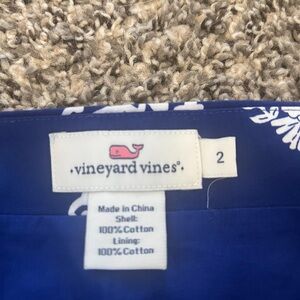 ·vineyard vines®·
2
Made in China
Shell:
100%Cotton
Lining:
100%Cotton